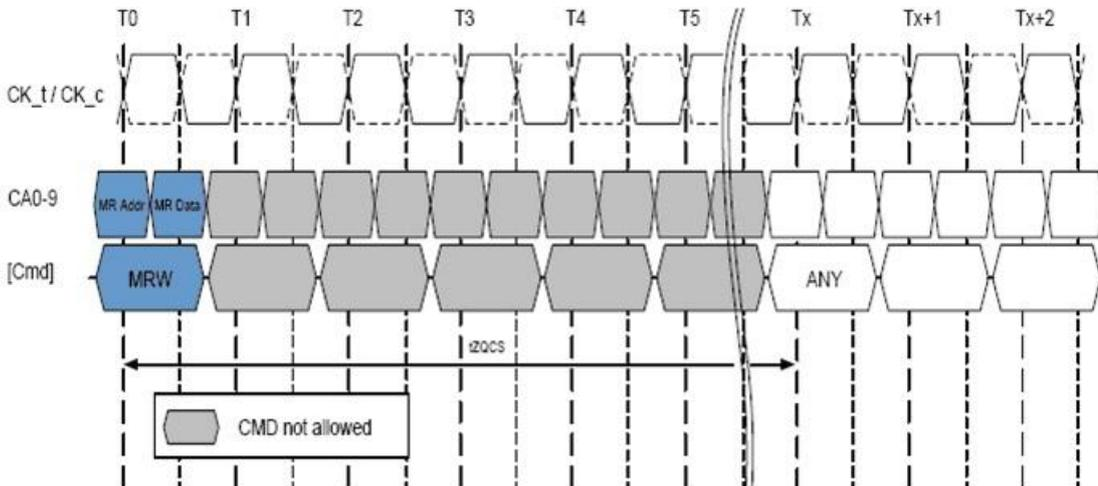 T0 T1 T2 T3 T4 T5 Tx Tx+1 Tx+2
CK_t / CK_c
CA0-9 MR Addr MR Data
[Cmd] MRW ANY
tZQCS
CMD not allowed